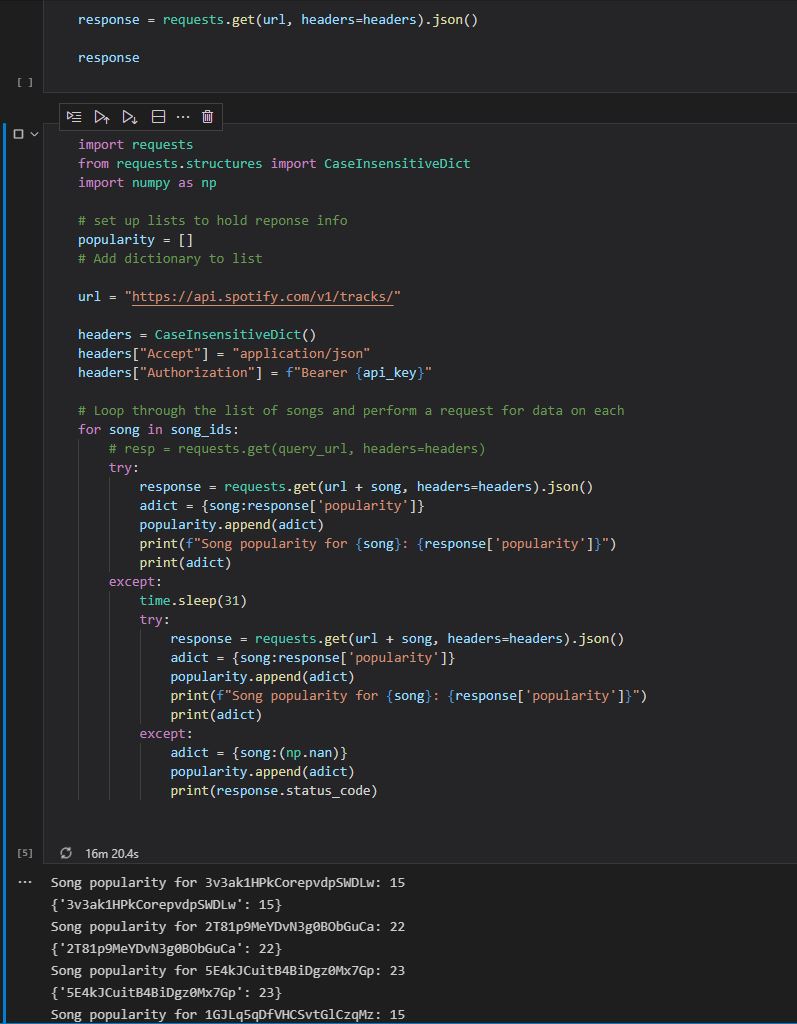 response = requests.get(url, headers=headers).json()
response
[ ]
import requests
from requests.structures import CaseInsensitiveDict
import numpy as np
# set up lists to hold reponse info
popularity = []
# Add dictionary to list
url = "https://api.spotify.com/v1/tracks/"
headers = CaseInsensitiveDict()
headers["Accept"] = "application/json"
headers["Authorization"] = f"Bearer {api_key}"
# Loop through the list of songs and perform a request for data on each
for song in song_ids:
# resp = requests.get(query_url, headers=headers)
try:
response = requests.get(url + song, headers=headers).json()
adict = {song:response['popularity']}
popularity.append(adict)
print(f"Song popularity for {song}: {response['popularity']}")
print(adict)
except:
time.sleep(31)
try:
response = requests.get(url + song, headers=headers).json()
adict = {song:response['popularity']}
popularity.append(adict)
print(f"Song popularity for {song}: {response['popularity']}")
print(adict)
except:
adict = {song:(np.nan)}
popularity.append(adict)
print(response.status_code)
[5] 16m 20.4s
Song popularity for 3v3ak1HPkCorepvdpSWDLw: 15
{'3v3ak1HPkCorepvdpSWDLw': 15}
Song popularity for 2T81p9MeYDvN3g0BObGuCa: 22
{'2T81p9MeYDvN3g0BObGuCa': 22}
Song popularity for 5E4kJCuitB4BiDgz0Mx7Gp: 23
{'5E4kJCuitB4BiDgz0Mx7Gp': 23}
Song popularity for 1GJLq5qDfVHCSvtGlCzqMz: 15